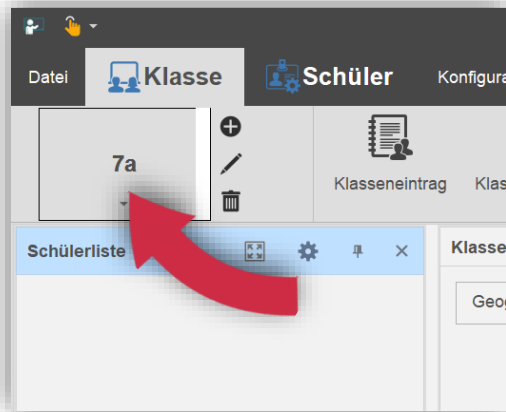 Datei Klasse Schüler Konfigura
7a
Klasseneintrag Klas
Schülerliste Klasse
Geog